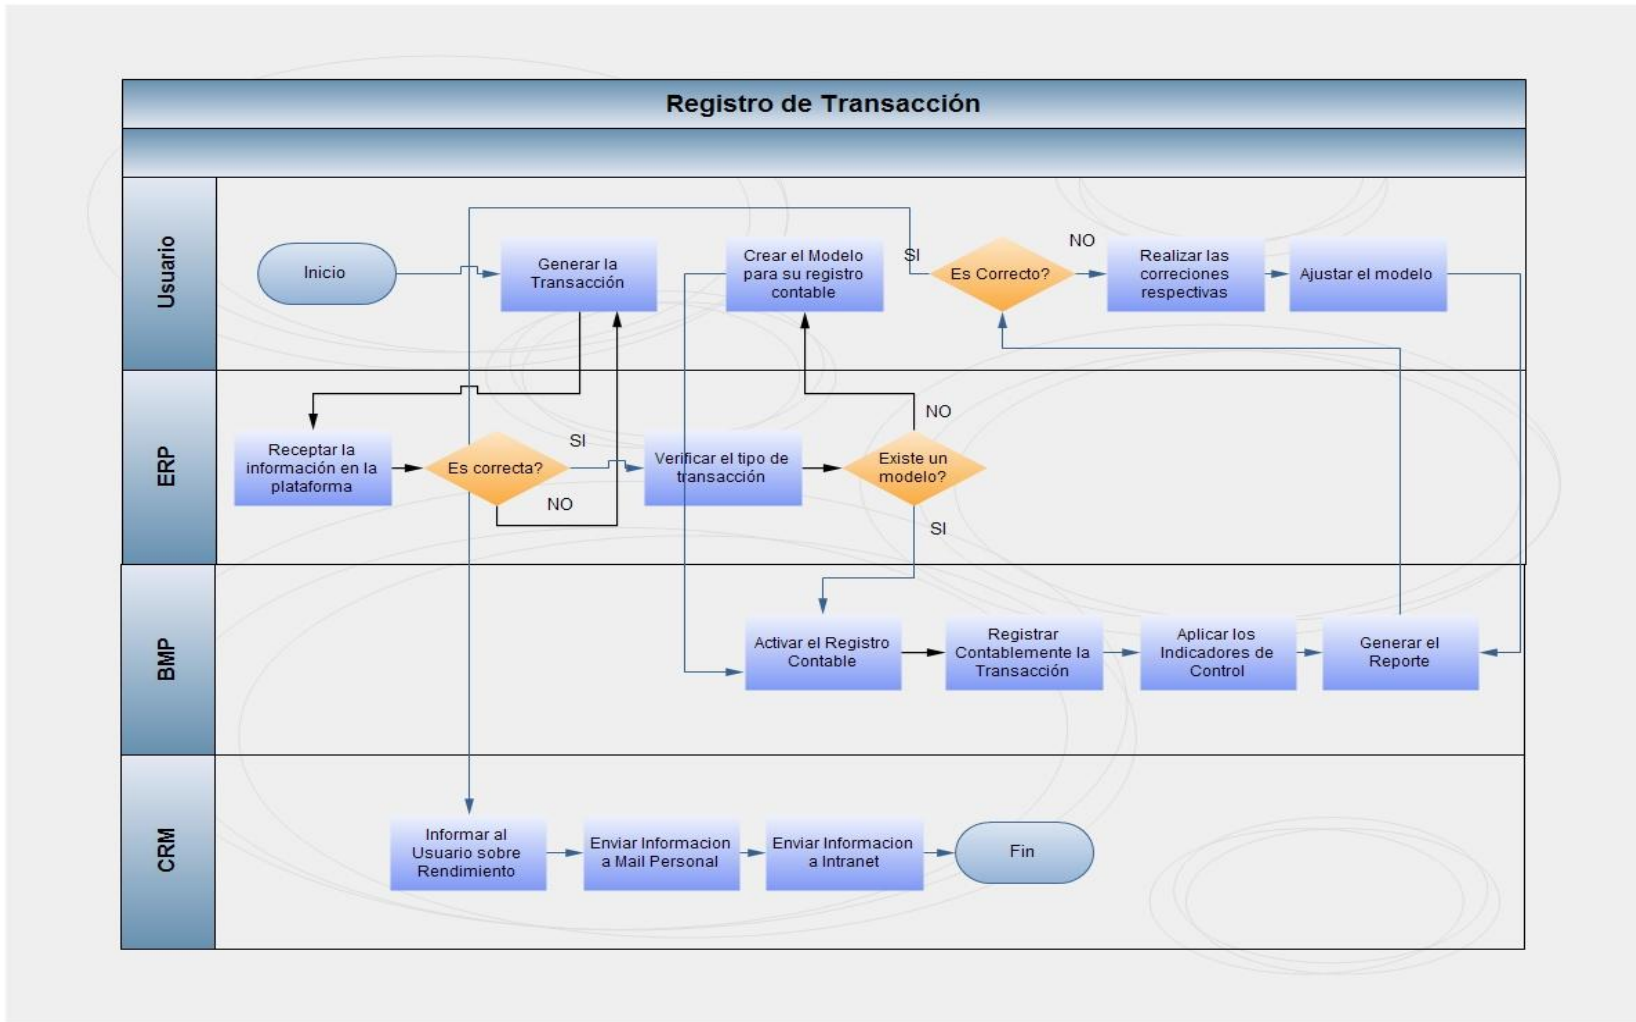 Registro de Transacción
Usuario
Inicio
Generar la
Transacción
Crear el Modelo
para su registro
contable
SI
Es Correcto?
NO
Realizar las
correciones
respectivas
Ajustar el modelo
ERP
Receptar la
información en la
plataforma
Es correcta?
SI
NO
Verificar el tipo de
transacción
Existe un
modelo?
NO
SI
BMP
Activar el Registro
Contable
Registrar
Contablemente la
Transacción
Aplicar los
Indicadores de
Control
Generar el
Reporte
CRM
Informar al
Usuario sobre
Rendimiento
Enviar Informacion
a Mail Personal
Enviar Informacion
a Intranet
Fin